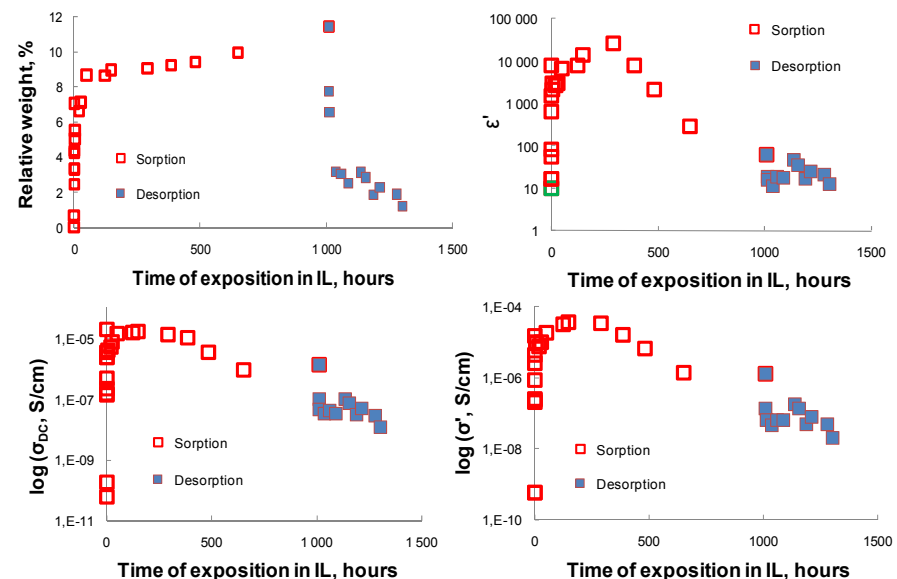 Relative weight, %
12
10
8
6
4
2
0
Sorption
Desorption
0
500
1 000
1 500
Time of exposition in IL, hours
ε'
100 000
10 000
1 000
100
10
1
Sorption
Desorption
0
500
1000
1500
Time of exposition in IL, hours
log (σDC, S/cm)
1,E-05
1,E-07
1,E-09
1,E-11
Sorption
Desorption
0
500
1 000
1 500
Time of exposition in IL, hours
log (σ', S/cm)
1,E-04
1,E-06
1,E-08
1,E-10
Sorption
Desorption
0
500
1000
1500
Time of exposition in IL, hours